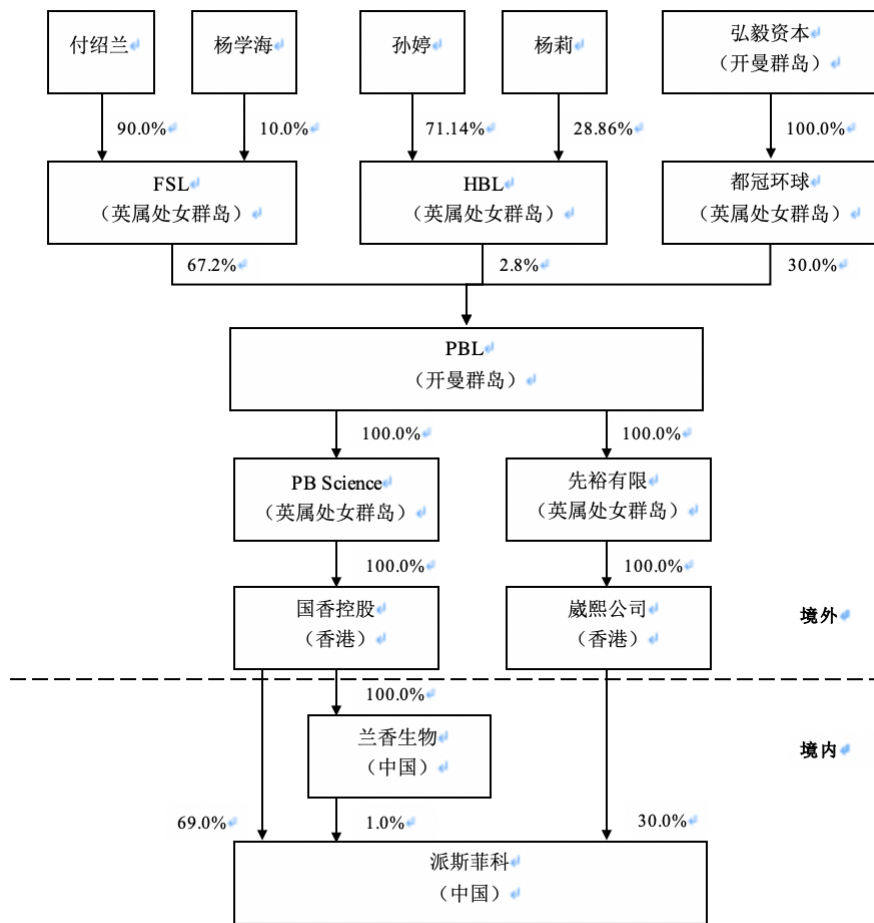 付绍兰
杨学海
孙婷
杨莉
弘毅资本
（开曼群岛）
90.0%
10.0%
71.14%
28.86%
100.0%
FSL
（英属处女群岛）
HBL
（英属处女群岛）
都冠环球
（英属处女群岛）
67.2%
2.8%
30.0%
PBL
（开曼群岛）
100.0%
100.0%
PB Science
（英属处女群岛）
先裕有限
（英属处女群岛）
100.0%
100.0%
国香控股
（香港）
崴熙公司
（香港）
境外
100.0%
兰香生物
（中国）
境内
69.0%
1.0%
30.0%
派斯菲科
（中国）